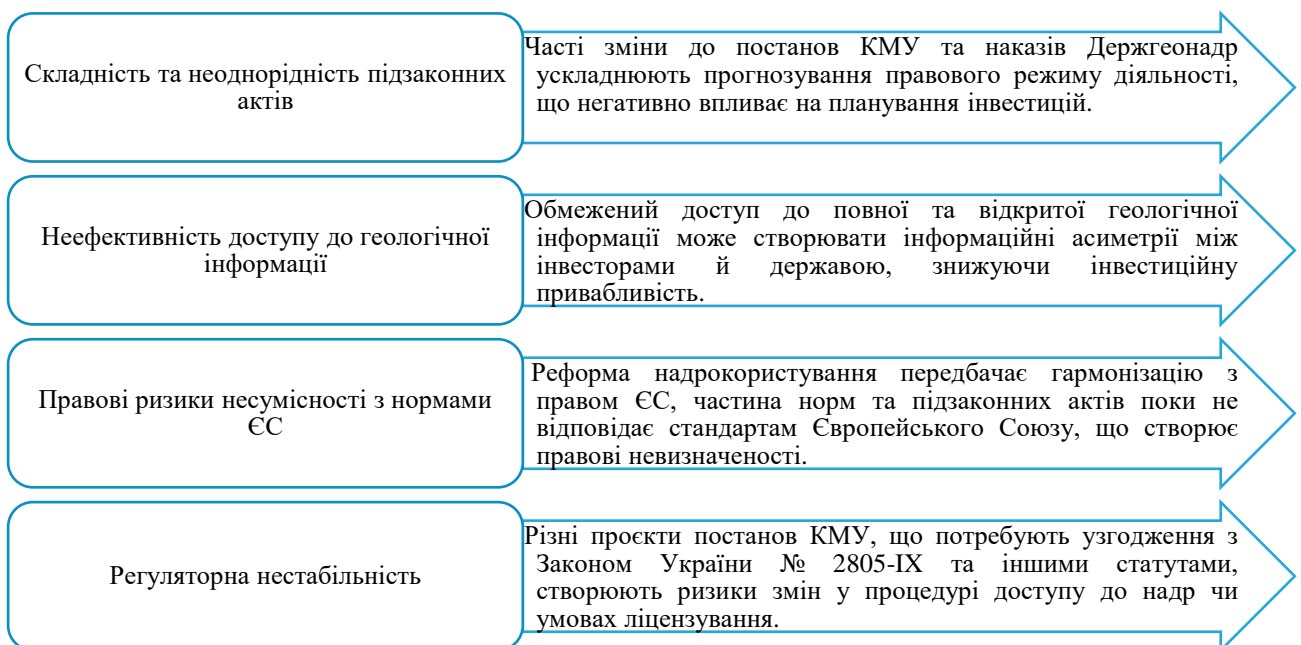 Складність та неоднорідність підзаконних
актів
Часті зміни до постанов КМУ та наказів Держгеонадр
ускладнюють прогнозування правового режиму діяльності,
що негативно впливає на планування інвестицій.
Неефективність доступу до геологічної
інформації
Обмежений доступ до повної та відкритої геологічної
інформації може створювати інформаційні асиметрії між
інвесторами й державою, знижуючи інвестиційну
привабливість.
Правові ризики несумісності з нормами
ЄС
Реформа надрокористування передбачає гармонізацію з
правом ЄС, частина норм та підзаконних актів поки не
відповідає стандартам Європейського Союзу, що створює
правові невизначеності.
Регуляторна нестабільність
Різні проєкти постанов КМУ, що потребують узгодження з
Законом України № 2805-IX та іншими статутами,
створюють ризики змін у процедурі доступу до надр чи
умовах ліцензування.